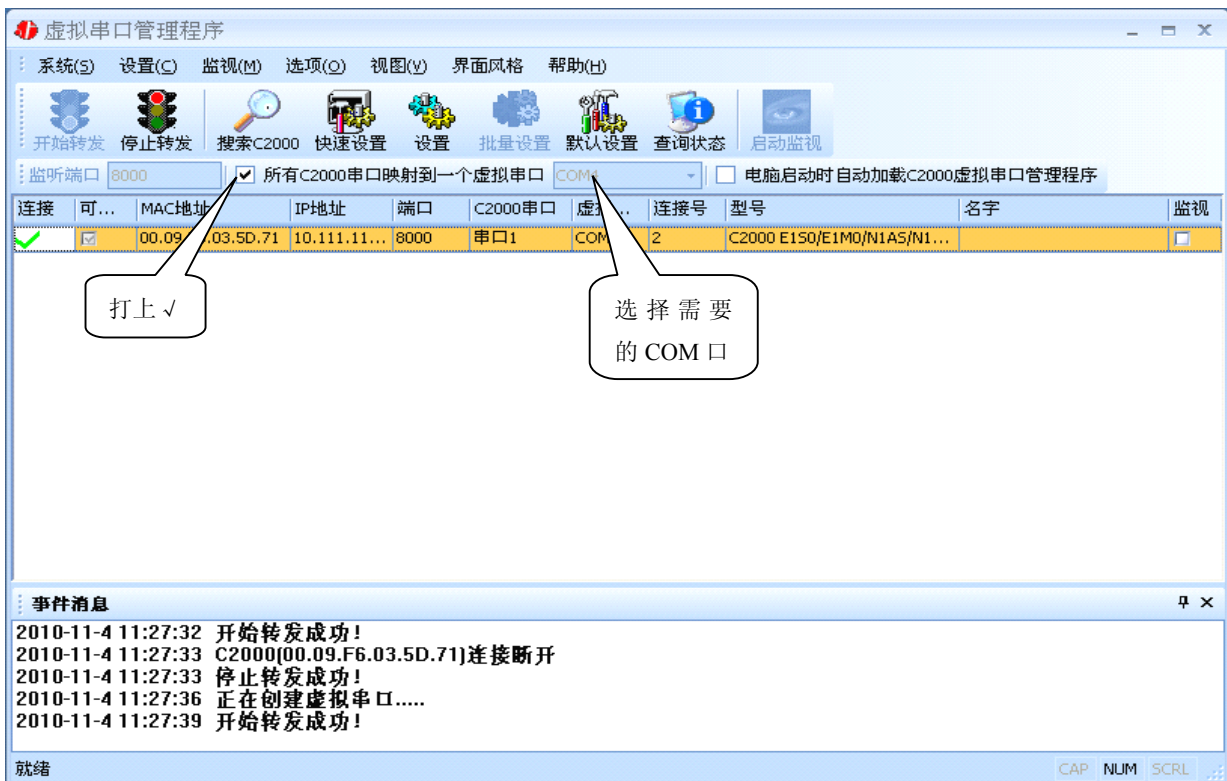 虚拟串口管理程序
系统(S) 设置(C) 监视(M) 选项(O) 视图(V) 界面风格 帮助(H)
开始转发 停止转发 搜索C2000 快速设置 设置 批量设置 默认设置 查询状态 启动监视
监听端口 8000 所有C2000串口映射到一个虚拟串口 电脑启动时自动加载C2000虚拟串口管理程序
连接 可... MAC地址 IP地址 端口 C2000串口 连接号 型号 名字 监视
00.09. .03.5D.71 10.111.11... 8000 串口1 COM 2 C2000 E1S0/E1M0/N1AS/N1...
打上√
选择需要
的 COM 口
事件消息
2010-11-4 11:27:32 开始转发成功!
2010-11-4 11:27:33 C2000(00.09.F6.03.5D.71)连接断开
2010-11-4 11:27:33 停止转发成功!
2010-11-4 11:27:36 正在创建虚拟串口.....
2010-11-4 11:27:39 开始转发成功!
就绪 CAP NUM SCRL